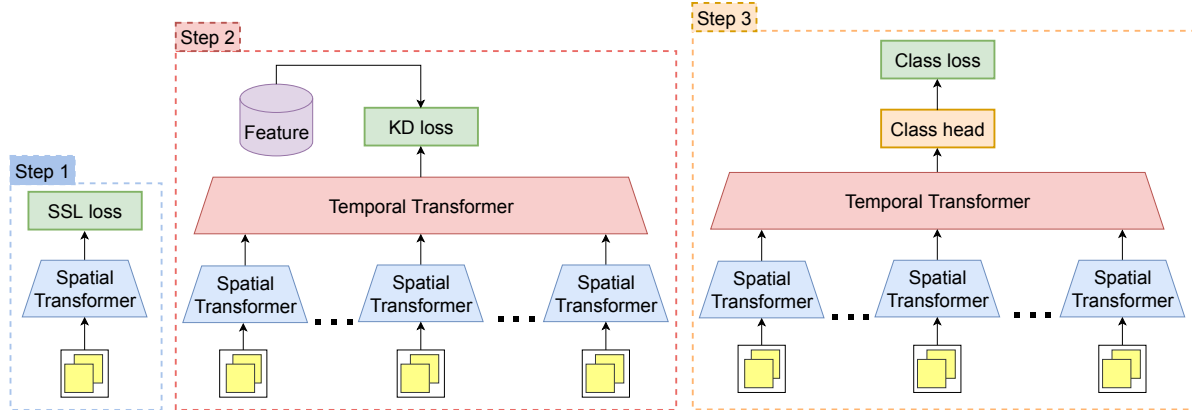 Step 1
SSL loss
Spatial
Transformer
Step 2
Feature
KD loss
Temporal Transformer
Spatial
Transformer
Spatial
Transformer
Spatial
Transformer
Step 3
Class loss
Class head
Temporal Transformer
Spatial
Transformer
Spatial
Transformer
Spatial
Transformer